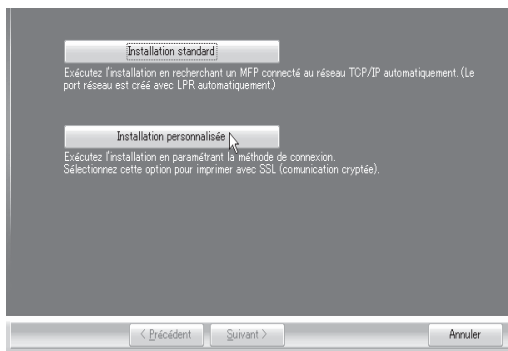 Installation standard
Exécutez l'installation en recherchant un MFP connecté au réseau TCP/IP automatiquement. (Le
port réseau est créé avec LPR automatiquement.)
Installation personnalisée
Exécutez l'installation en paramétrant la méthode de connexion.
Sélectionnez cette option pour imprimer avec SSL (comunication cryptée).
< Précédent Suivant > Annuler